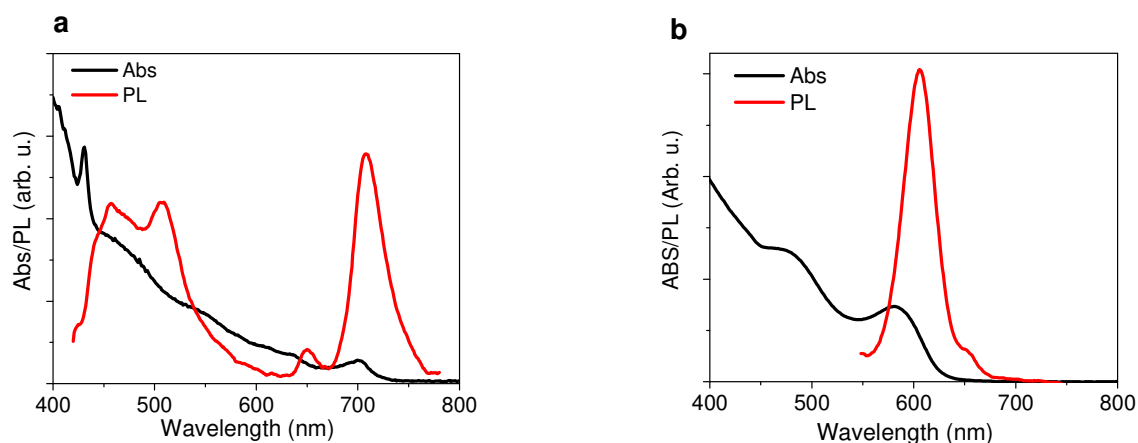 a
Abs
PL
Abs/PL (arb. u.)
400 500 600 700 800
Wavelength (nm)
b
Abs
PL
ABS/PL (Arb. u.)
400 500 600 700 800
Wavelength (nm)